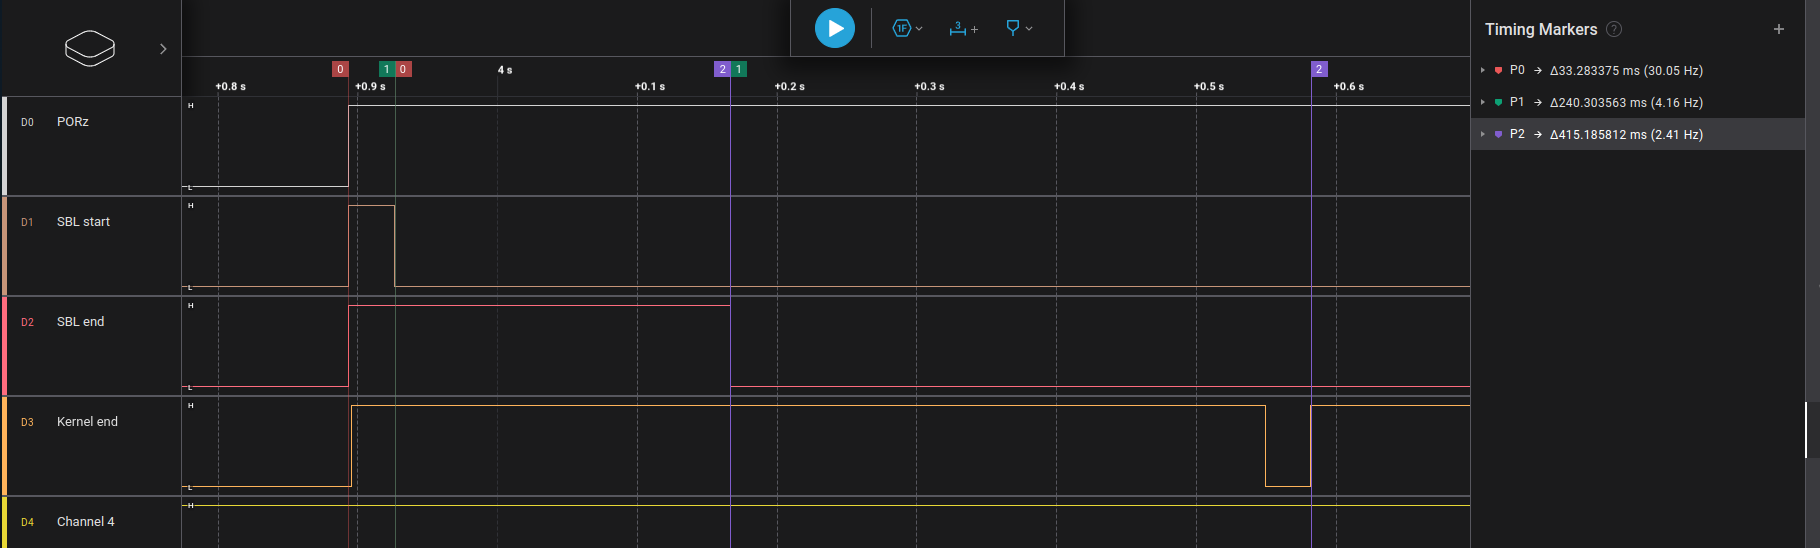 1F
3
Timing Markers ?
0 1 0 4 s 2 1 2
+0.8 s +0.9 s +0.1 s +0.2 s +0.3 s +0.4 s +0.5 s +0.6 s
P0 → Δ33.283375 ms (30.05 Hz)
P1 → Δ240.303563 ms (4.16 Hz)
P2 → Δ415.185812 ms (2.41 Hz)
H
D0 PORz
L
H
D1 SBL start
L
H
D2 SBL end
L
H
D3 Kernel end
L
H
D4 Channel 4